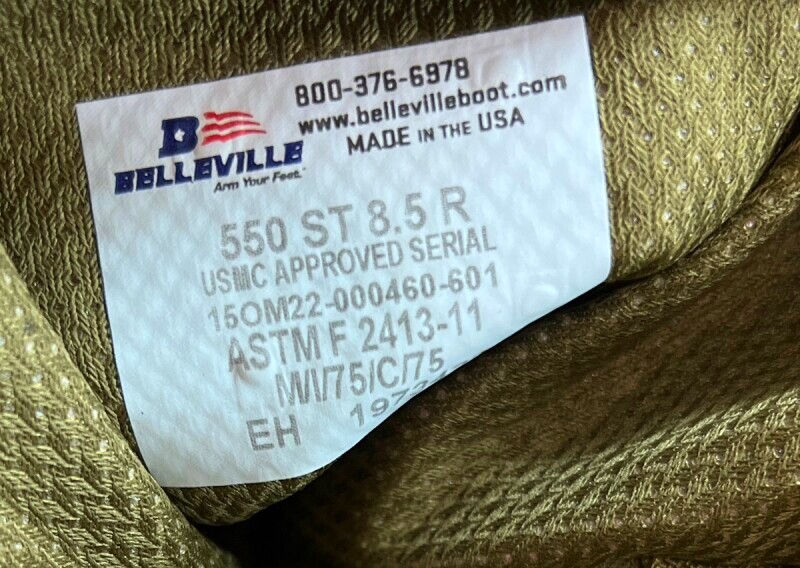 800-376-6978
www.bellevilleboot.com
MADE IN THE USA
B
BELLEVILLE
Arm Your Feet.
550 ST 8.5 R
USMC APPROVED SERIAL
15OM22-000460-601
ASTM F 2413-11
M/I/75/C/75
EH